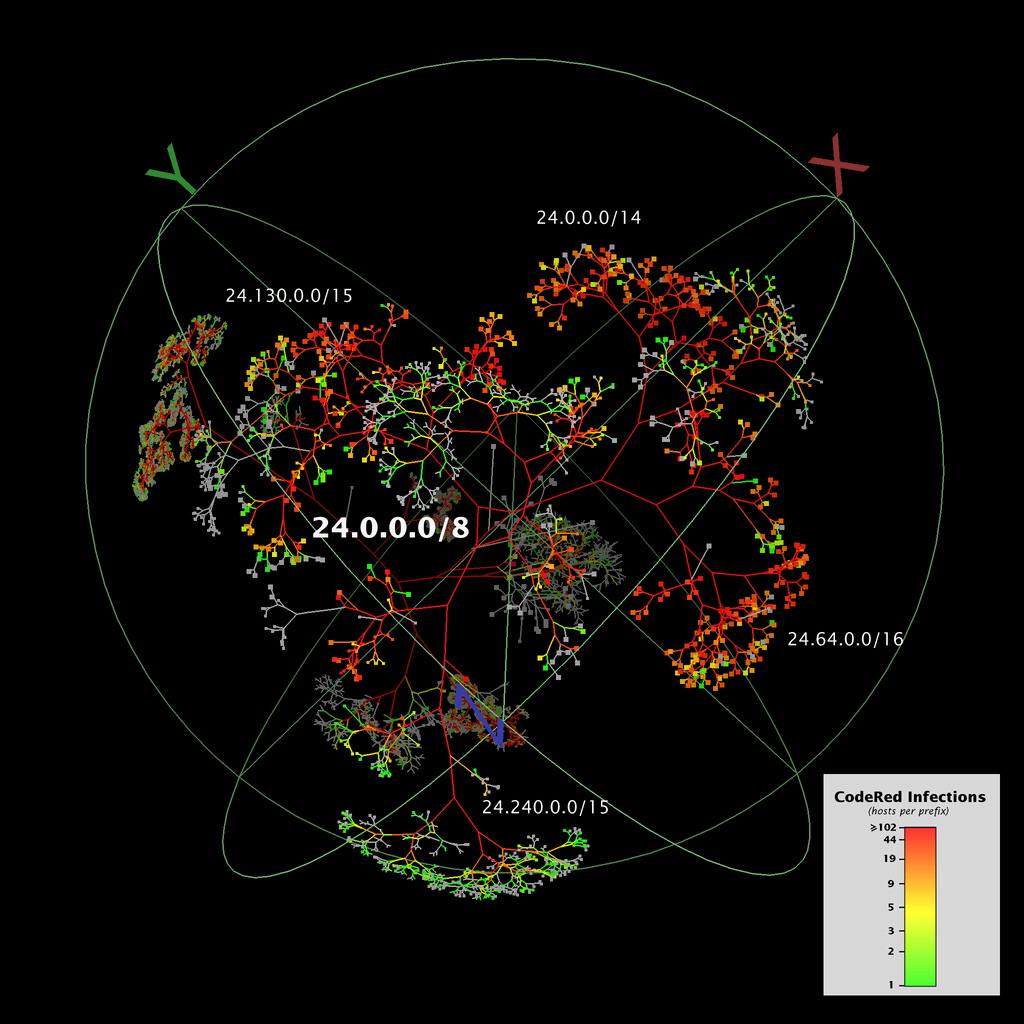 Y
X
24.0.0.0/14
24.130.0.0/15
24.0.0.0/8
24.64.0.0/16
Z
24.240.0.0/15
CodeRed Infections
(hosts per prefix)
≥102
44
19
9
5
3
2
1